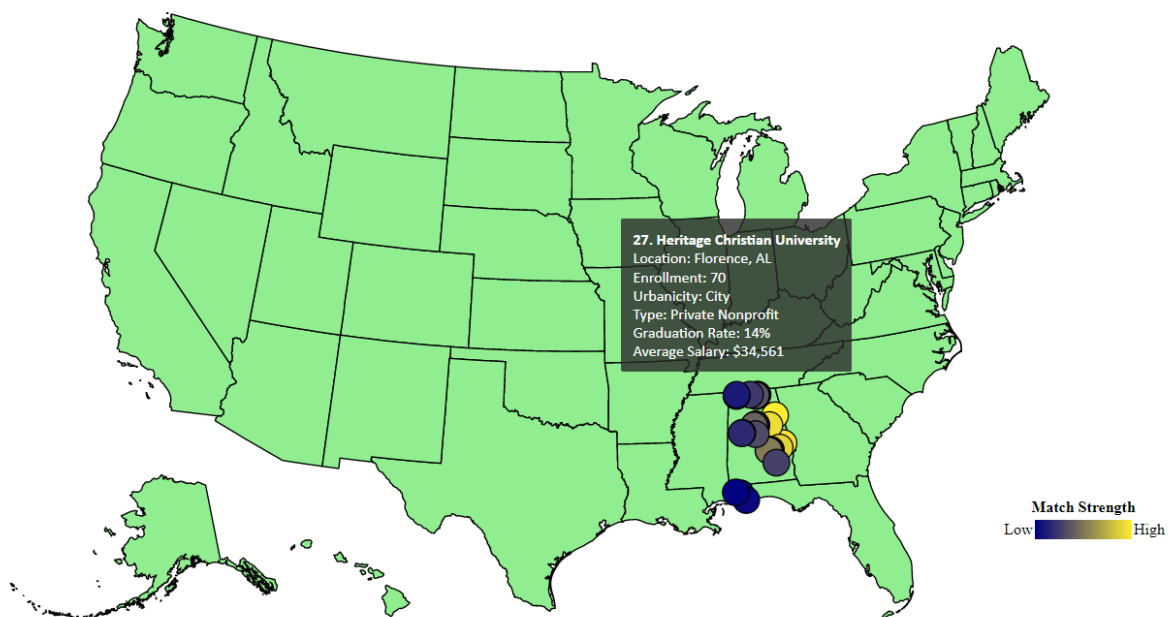 27. Heritage Christian University
Location: Florence, AL
Enrollment: 70
Urbanicity: City
Type: Private Nonprofit
Graduation Rate: 14%
Average Salary: $34,561
Match Strength
Low High